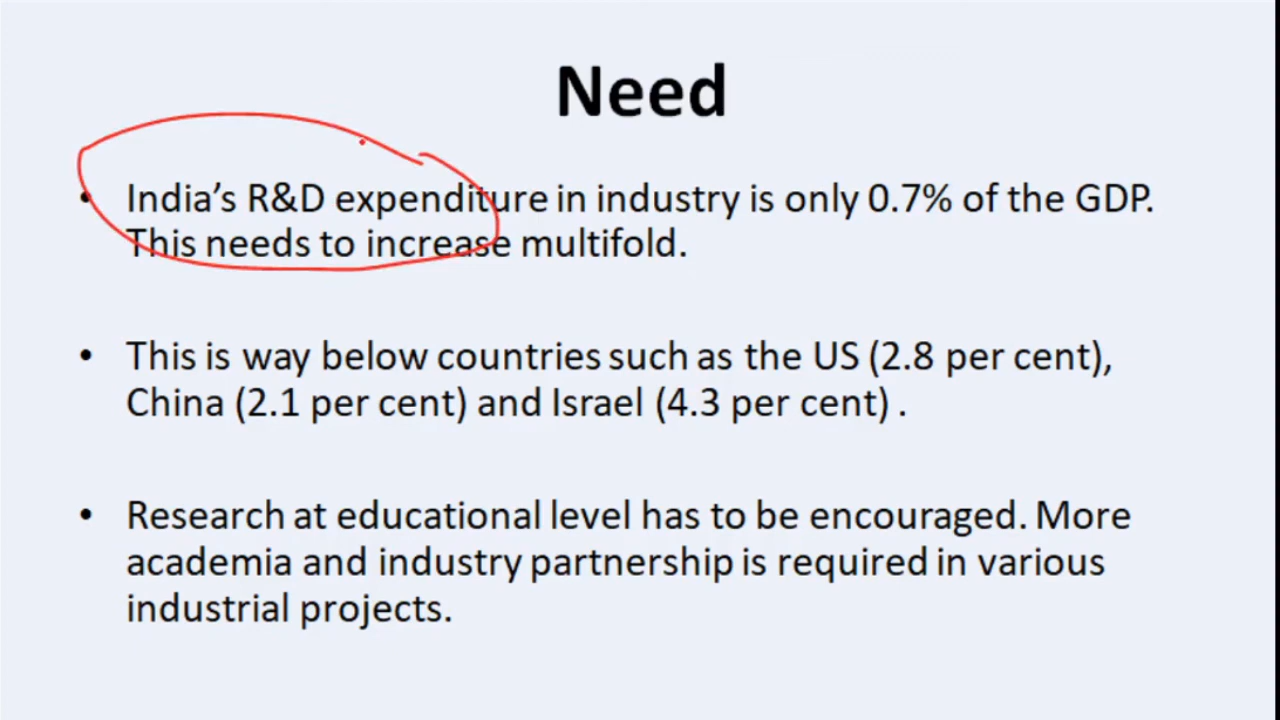 Need
• India’s R&D expenditure in industry is only 0.7% of the GDP.
This needs to increase multifold.
• This is way below countries such as the US (2.8 per cent),
China (2.1 per cent) and Israel (4.3 per cent) .
• Research at educational level has to be encouraged. More
academia and industry partnership is required in various
industrial projects.